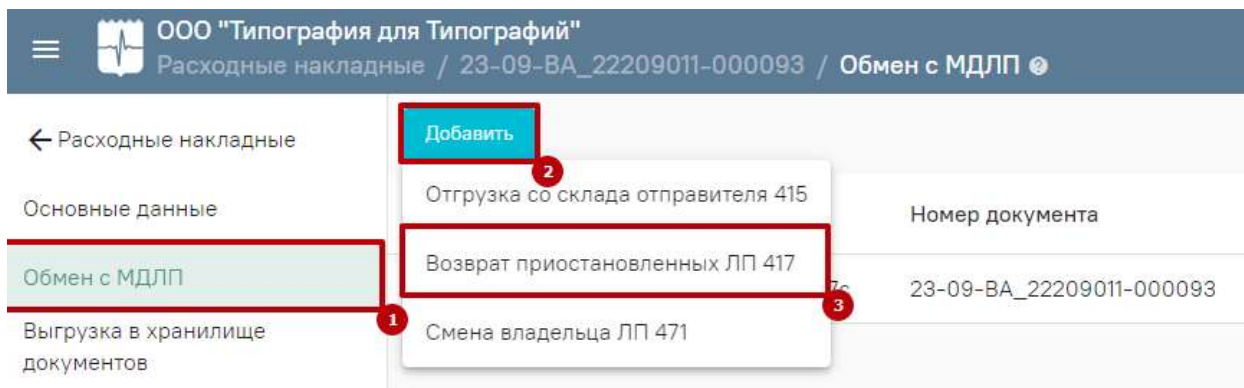 ООО "Типография для Типографий"
Расходные накладные / 23-09-BA_22209011-000093 / Обмен с МДЛП ?
← Расходные накладные
Основные данные
Обмен с МДЛП
1
Выгрузка в хранилище
документов
Добавить
2
Отгрузка со склада отправителя 415
Возврат приостановленных ЛП 417
3
Смена владельца ЛП 471
Номер документа
23-09-BA_22209011-000093